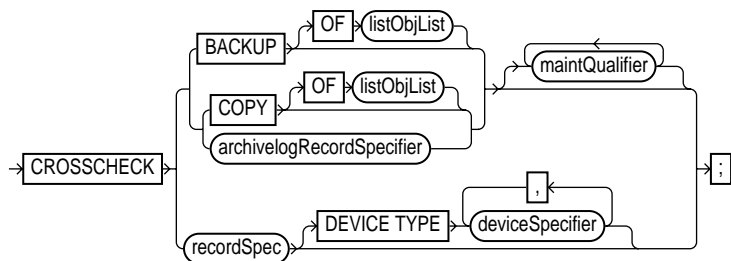 BACKUP
OF
listObjList
maintQualifier
COPY
OF
listObjList
archivelogRecordSpecifier
CROSSCHECK
;
DEVICE TYPE
,
deviceSpecifier
recordSpec